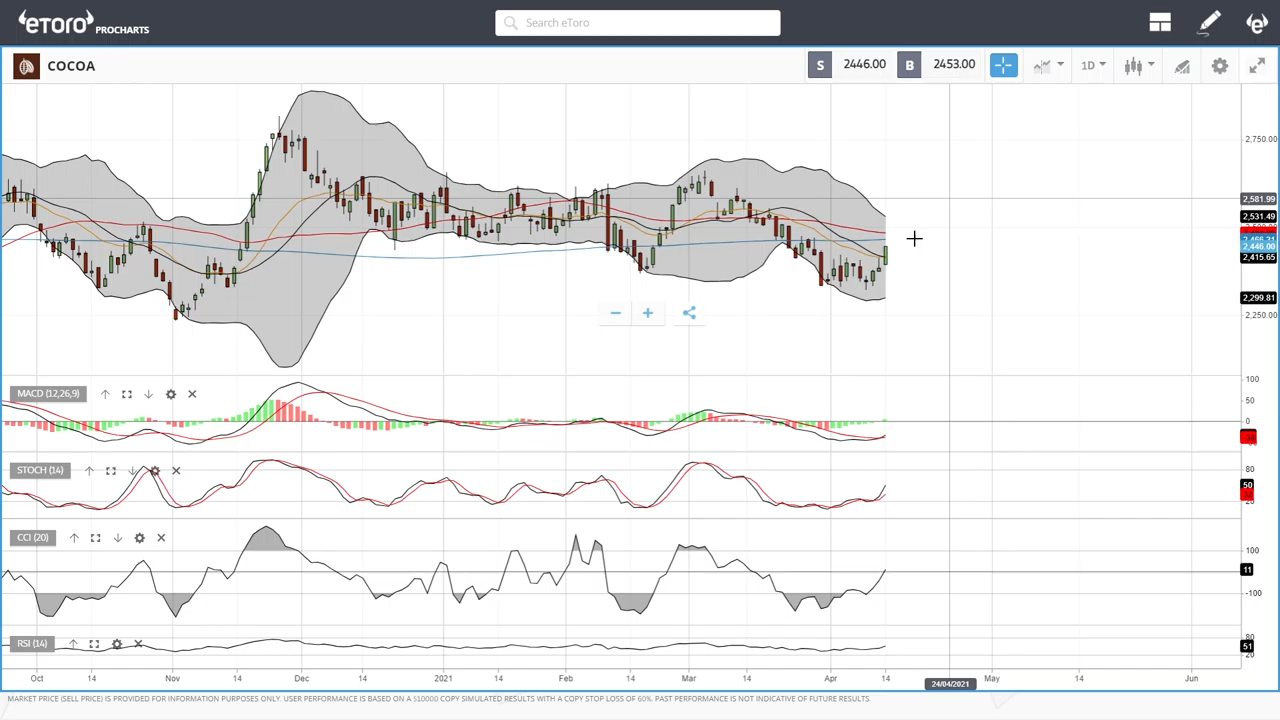 eTORO PROCHARTS
Search eToro
COCOA
S 2446.00 B 2453.00 1D
2,750.00
2,581.99
2,531.49
2,446.00
2,415.65
2,299.81
2,250.00
MACD (12,26,9)
100
50
0
STOCH (14)
80
50
CCI (20)
100
11
-100
RSI (14)
80
51
20
Oct 14 Nov 14 Dec 14 2021 14 Feb 14 Mar 14 Apr 14 24/04/2021 May 14 Jun
MARKET PRICE (SELL PRICE) IS PROVIDED FOR INFORMATION PURPOSES ONLY. USER PERFORMANCE IS BASED ON A $10000 COPY SIMULATED RESULTS WITH A COPY STOP LOSS OF 60%. PAST PERFORMANCE IS NOT INDICATIVE OF FUTURE RESULTS.